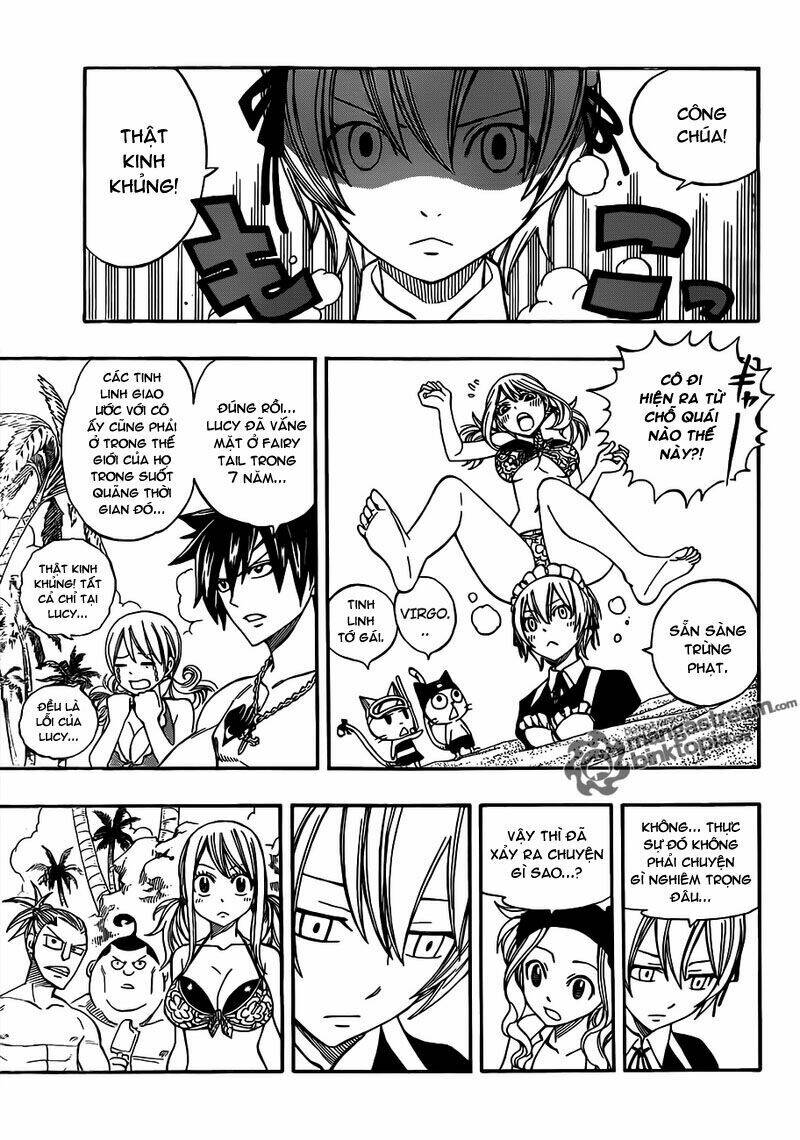 CÔNG
CHÚA!
THẬT
KINH
KHỦNG!
もこっ
CÔ ĐI
HIỆN RA TỪ
CHỖ QUÁI
NÀO THẾ
NÀY?!
TINH
LINH
TỚ GÁI.
VIRGO.
..
SẴN SÀNG
TRỪNG
PHẠT.
ĐÚNG RỒI...
LUCY ĐÃ VẮNG
MẶT Ở FAIRY
TAIL TRONG
7 NĂM...
CÁC TINH
LINH GIAO
ƯỚC VỚI CÔ
ẤY CŨNG PHẢI
Ở TRONG THẾ
GIỚI CỦA HỌ
TRONG SUỐT
QUÃNG THỜI
GIAN ĐÓ...
THẬT KINH
KHỦNG! TẤT
CẢ CHỈ TẠI
LUCY...
ĐỀU LÀ
LỖI CỦA
LUCY...
mangastream.com
binktopia
KHÔNG... THỰC
SỰ ĐÓ KHÔNG
PHẢI CHUYỆN
GÌ NGHIÊM TRỌNG
ĐÂU...
VẬY THÌ ĐÃ
XẢY RA CHUYỆN
GÌ SAO...?